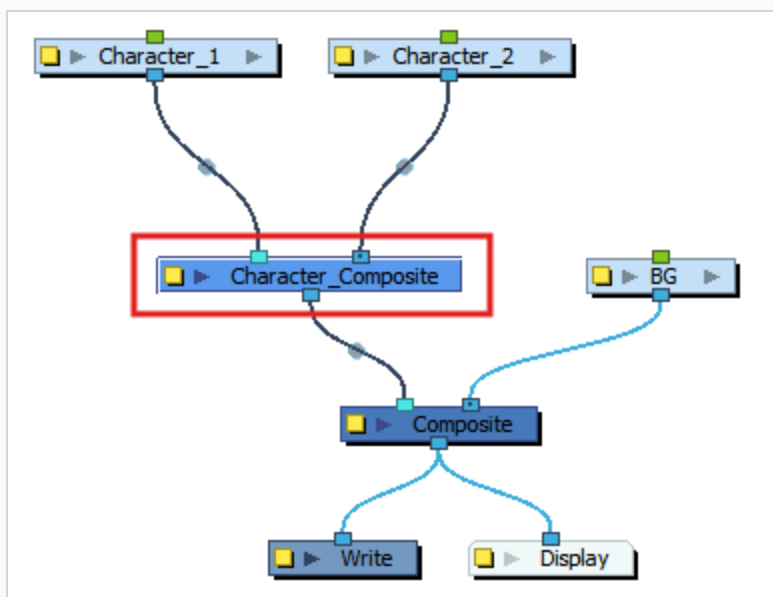 Character_1
Character_2
Character_Composite
BG
Composite
Write
Display